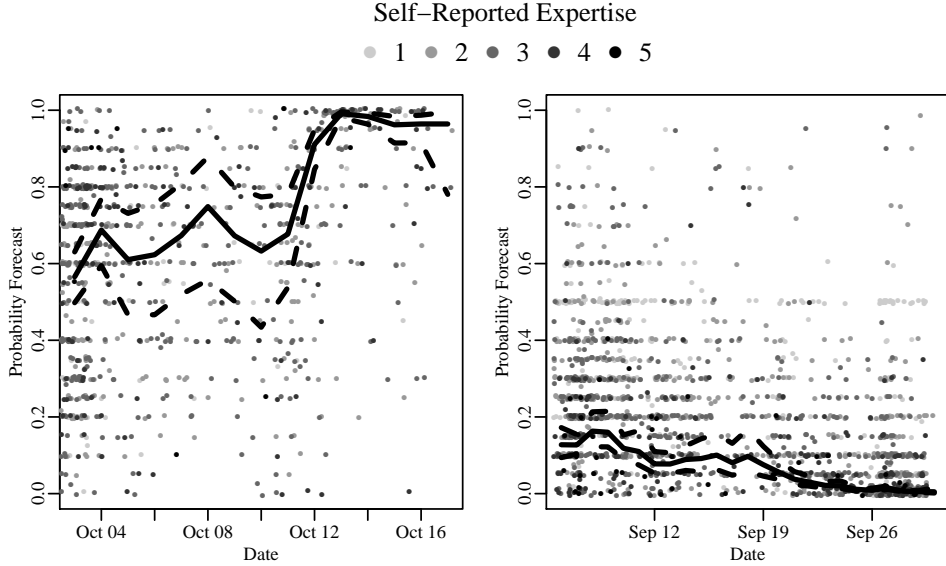 Self−Reported Expertise
1 2 3 4 5
Probability Forecast
1.0
0.8
0.6
0.4
0.2
0.0
Oct 04 Oct 08 Oct 12 Oct 16
Date
Probability Forecast
1.0
0.8
0.6
0.4
0.2
0.0
Sep 12 Sep 19 Sep 26
Date